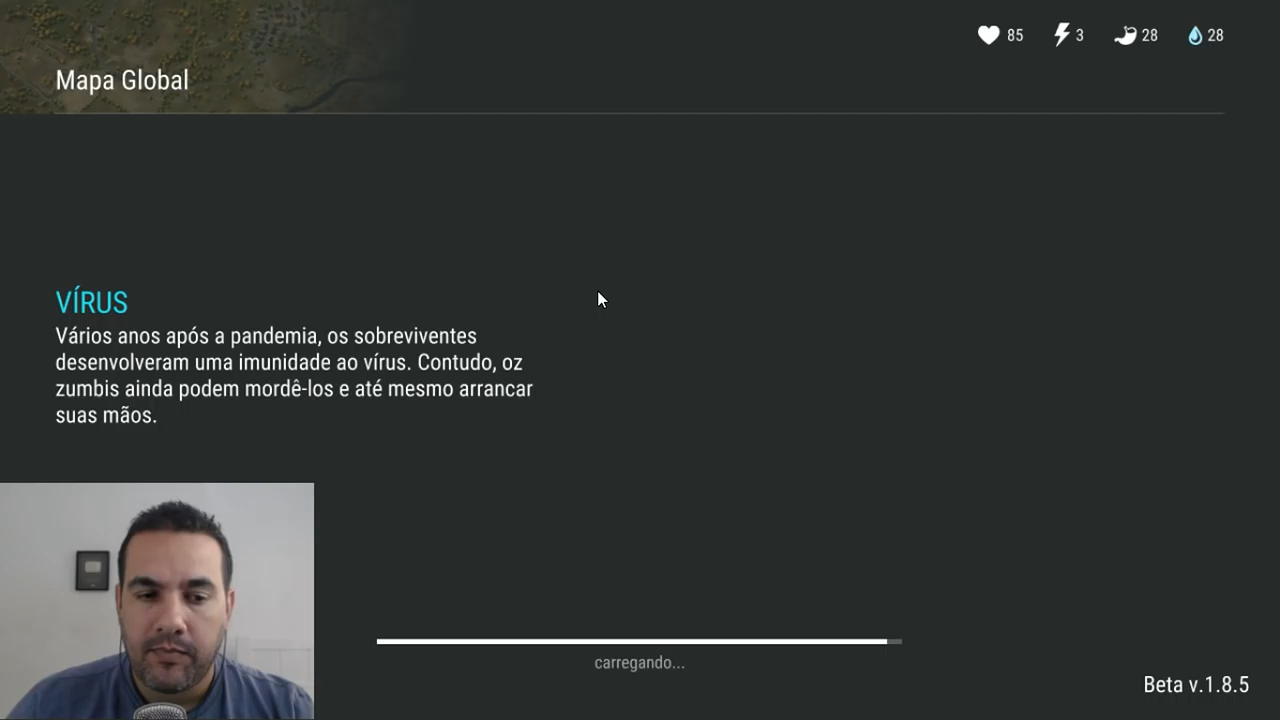 85 3 28 28
Mapa Global
VÍRUS
Vários anos após a pandemia, os sobreviventes
desenvolveram uma imunidade ao vírus. Contudo, oz
zumbis ainda podem mordê-los e até mesmo arrancar
suas mãos.
carregando...
Beta v.1.8.5